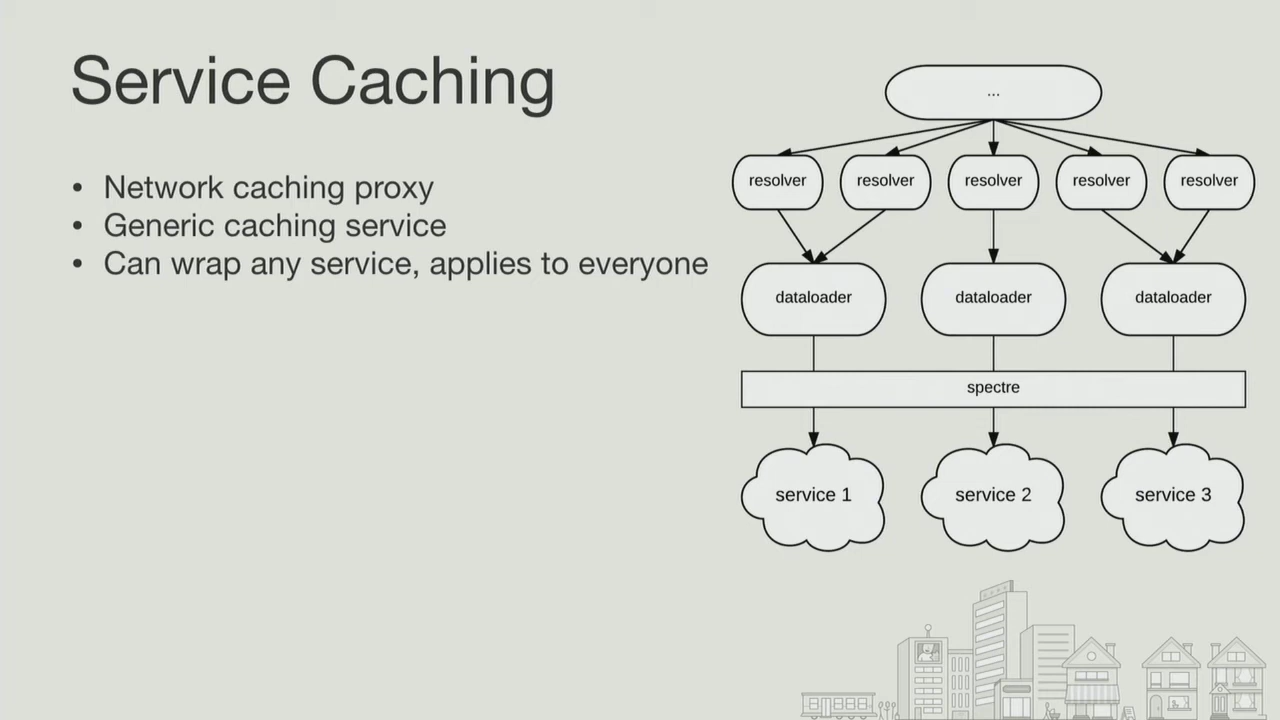 Service Caching
• Network caching proxy
• Generic caching service
• Can wrap any service, applies to everyone
...
resolver
resolver
resolver
resolver
resolver
dataloader
dataloader
dataloader
spectre
service 1
service 2
service 3